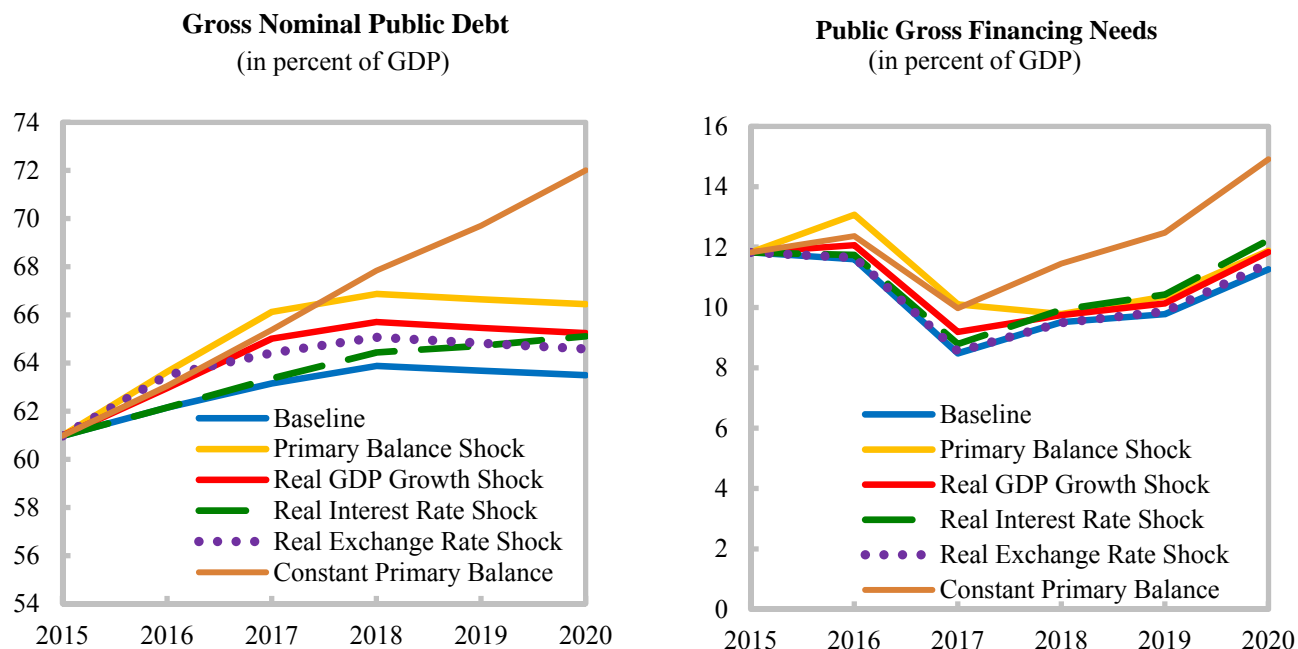 Gross Nominal Public Debt
(in percent of GDP)
74
72
70
68
66
64
62
60
58
56
54
Baseline
Primary Balance Shock
Real GDP Growth Shock
Real Interest Rate Shock
Real Exchange Rate Shock
Constant Primary Balance
2015 2016 2017 2018 2019 2020
Public Gross Financing Needs
(in percent of GDP)
16
14
12
10
8
6
4
2
0
Baseline
Primary Balance Shock
Real GDP Growth Shock
Real Interest Rate Shock
Real Exchange Rate Shock
Constant Primary Balance
2015 2016 2017 2018 2019 2020